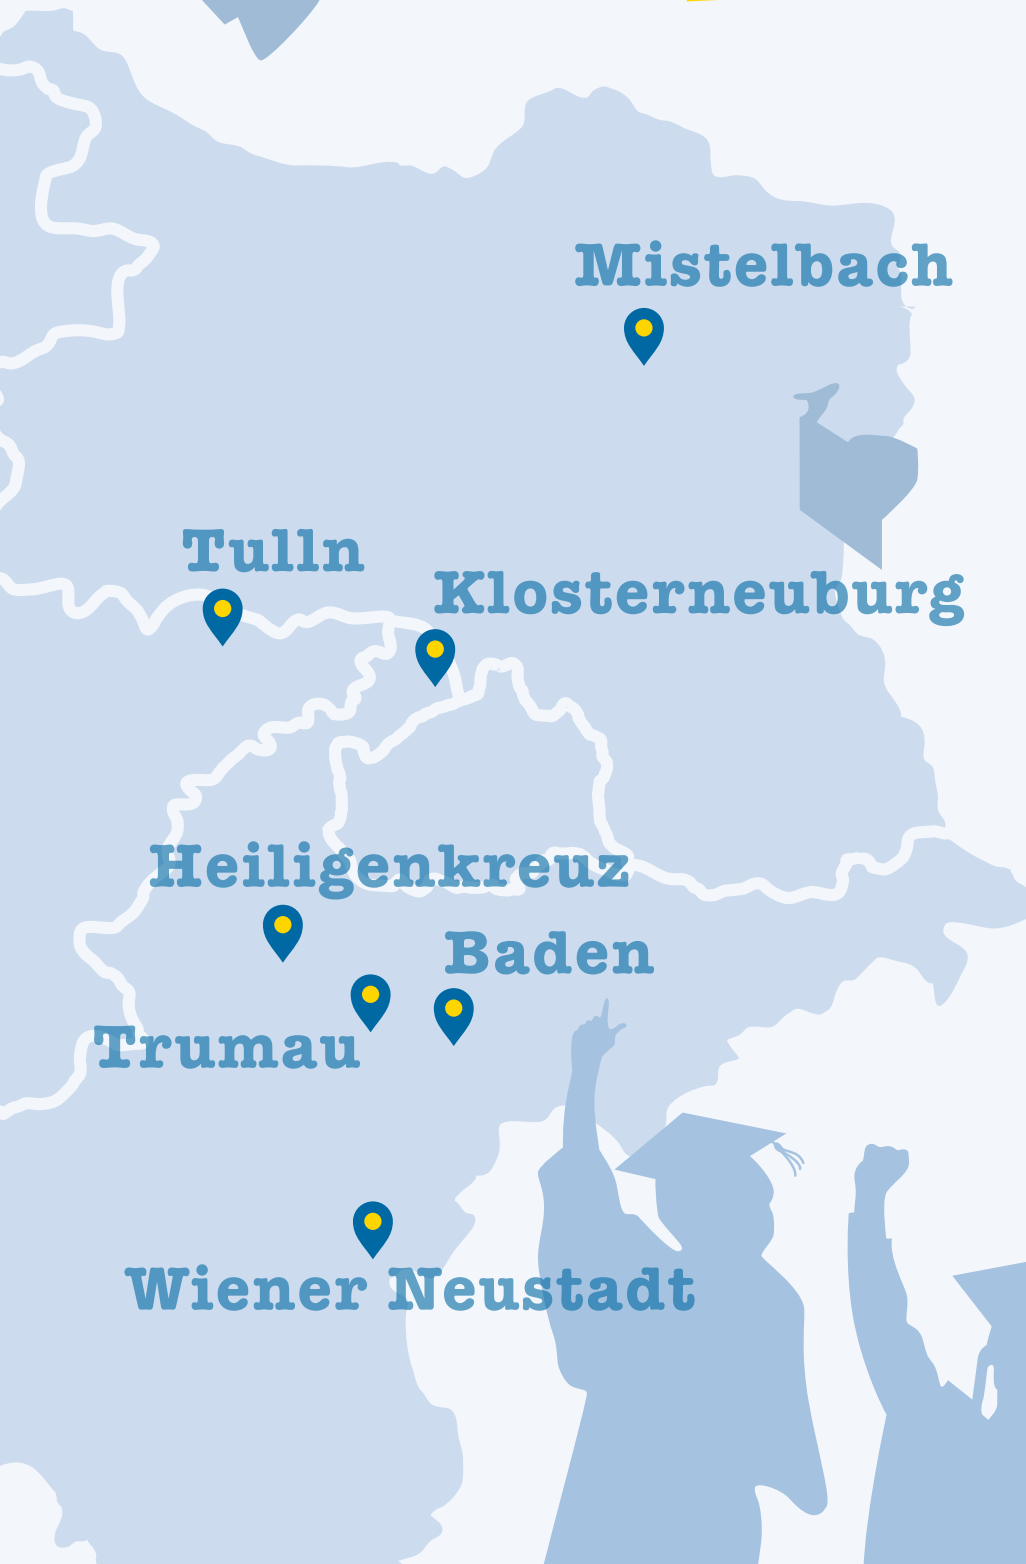 Mistelbach
Tulln
Klosterneuburg
Heiligenkreuz
Baden
Trumau
Wiener Neustadt